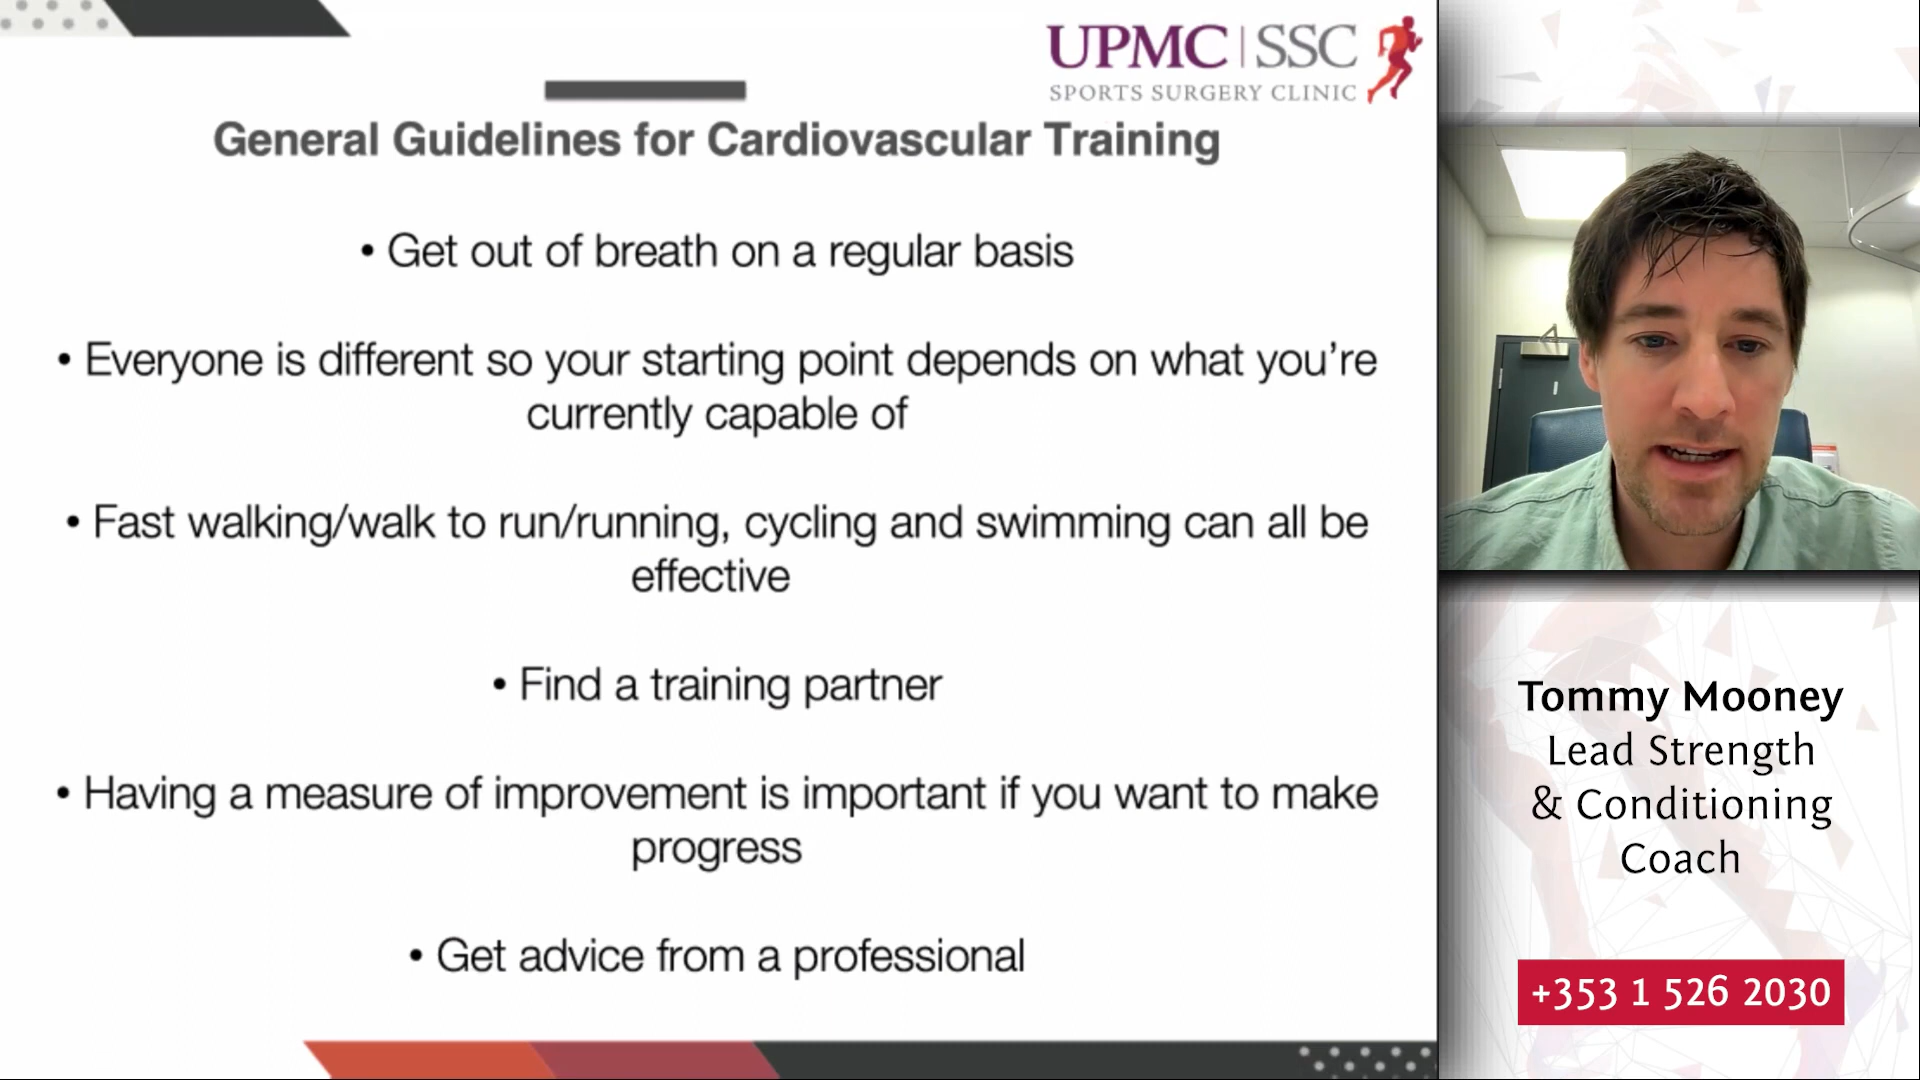 UPMC | SSC
SPORTS SURGERY CLINIC
General Guidelines for Cardiovascular Training
• Get out of breath on a regular basis
• Everyone is different so your starting point depends on what you're
currently capable of
• Fast walking/walk to run/running, cycling and swimming can all be
effective
• Find a training partner
• Having a measure of improvement is important if you want to make
progress
• Get advice from a professional
Tommy Mooney
Lead Strength
& Conditioning
Coach
+353 1 526 2030